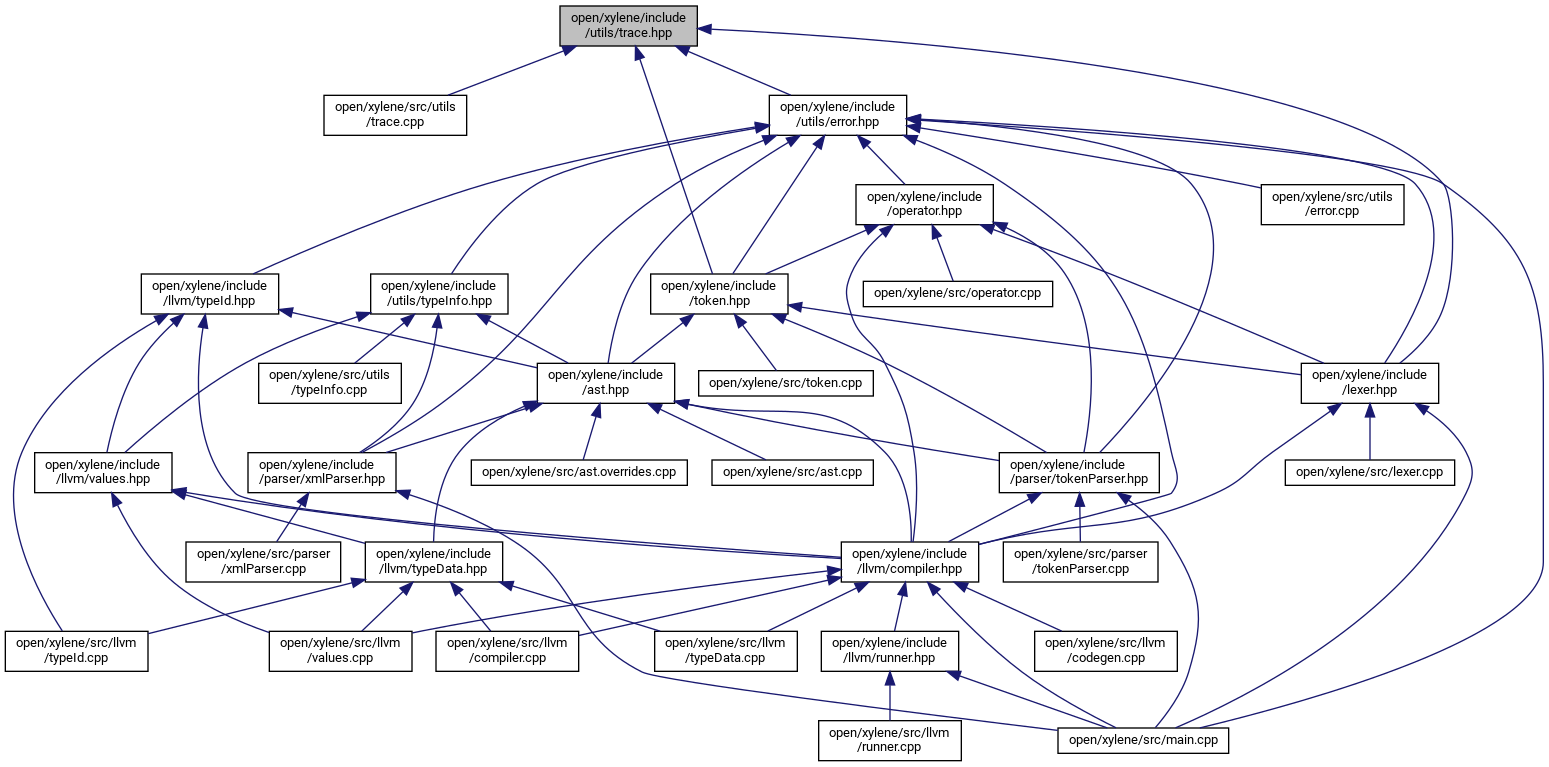 open/xylene/include
/utils/trace.hpp
open/xylene/src/utils
/trace.cpp
open/xylene/include
/utils/error.hpp
open/xylene/include
/operator.hpp
open/xylene/src/utils
/error.cpp
open/xylene/include
/llvm/typeId.hpp
open/xylene/include
/utils/typeInfo.hpp
open/xylene/include
/token.hpp
open/xylene/src/operator.cpp
open/xylene/src/utils
/typeInfo.cpp
open/xylene/include
/ast.hpp
open/xylene/src/token.cpp
open/xylene/include
/lexer.hpp
open/xylene/include
/llvm/values.hpp
open/xylene/include
/parser/xmlParser.hpp
open/xylene/src/ast.overrides.cpp
open/xylene/src/ast.cpp
open/xylene/include
/parser/tokenParser.hpp
open/xylene/src/lexer.cpp
open/xylene/src/parser
/xmlParser.cpp
open/xylene/include
/llvm/typeData.hpp
open/xylene/include
/llvm/compiler.hpp
open/xylene/src/parser
/tokenParser.cpp
open/xylene/src/llvm
/typeId.cpp
open/xylene/src/llvm
/values.cpp
open/xylene/src/llvm
/compiler.cpp
open/xylene/src/llvm
/typeData.cpp
open/xylene/include
/llvm/runner.hpp
open/xylene/src/llvm
/codegen.cpp
open/xylene/src/llvm
/runner.cpp
open/xylene/src/main.cpp